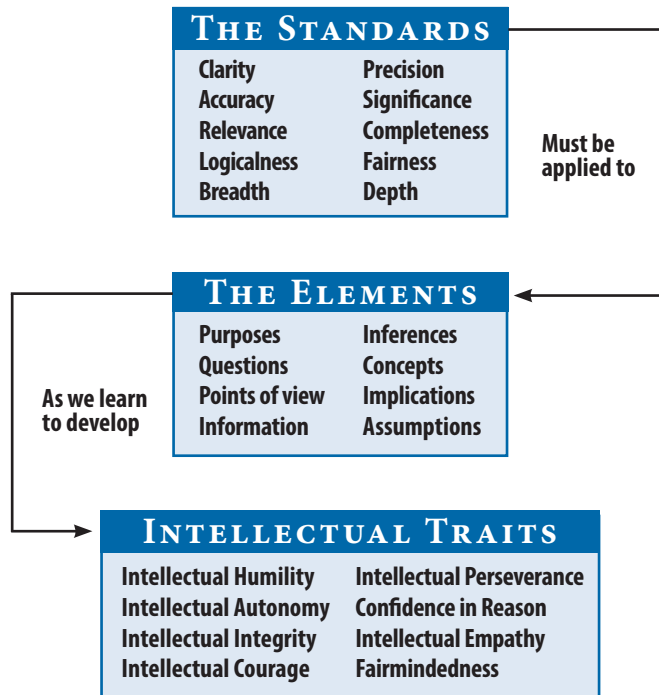 THE STANDARDS
Clarity Precision
Accuracy Significance
Relevance Completeness
Logicalness Fairness
Breadth Depth
Must be
applied to
THE ELEMENTS
Purposes Inferences
Questions Concepts
Points of view Implications
Information Assumptions
As we learn
to develop
INTELLECTUAL TRAITS
Intellectual Humility Intellectual Perseverance
Intellectual Autonomy Confidence in Reason
Intellectual Integrity Intellectual Empathy
Intellectual Courage Fairmindedness